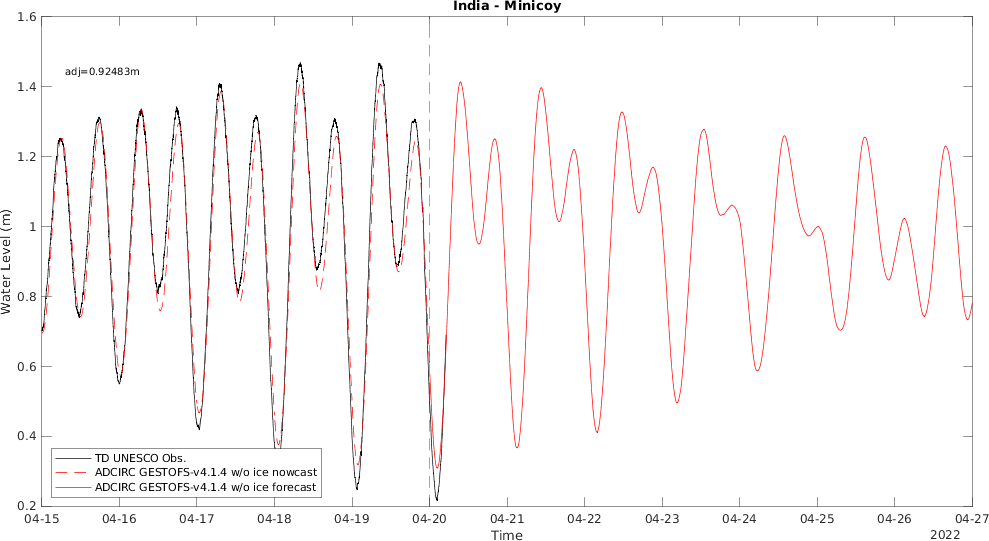 India - Minicoy
1.6
1.4
1.2
1
0.8
0.6
0.4
0.2
Water Level (m)
adj=0.92483m
TD UNESCO Obs.
ADCIRC GESTOFS-v4.1.4 w/o ice nowcast
ADCIRC GESTOFS-v4.1.4 w/o ice forecast
04-15 04-16 04-17 04-18 04-19 04-20 04-21 04-22 04-23 04-24 04-25 04-26 04-27
Time
2022